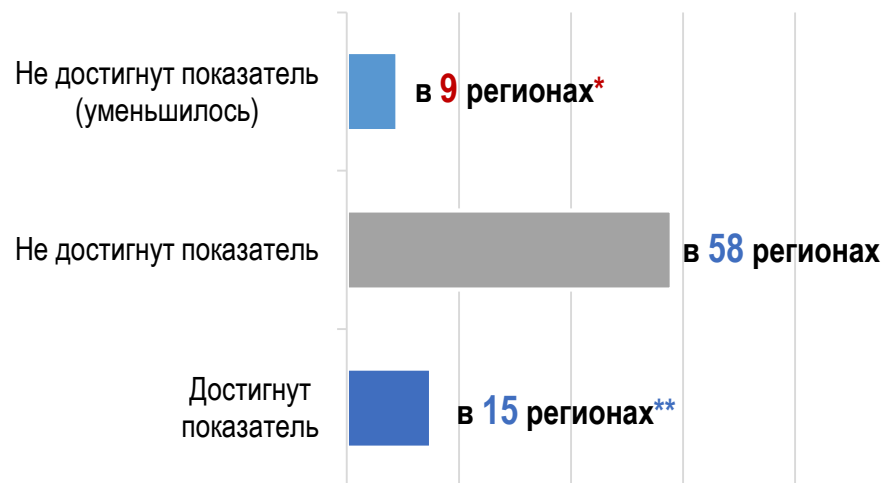 Не достигнут показатель
(уменьшилось)
в 9 регионах*
Не достигнут показатель
в 58 регионах
Достигнут
показатель
в 15 регионах**